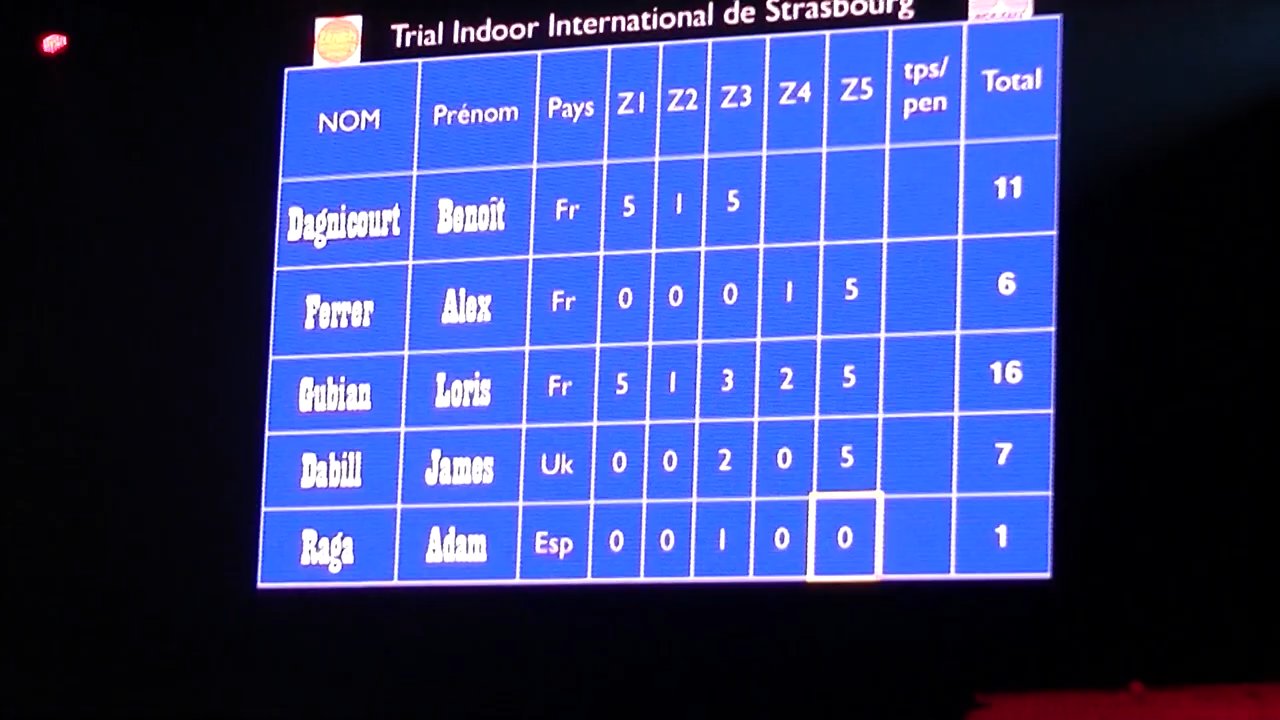 Trial Indoor International de Strasbourg
NOM Prénom Pays Z1 Z2 Z3 Z4 Z5 tps/pen Total
Dagnicourt Benoît Fr 5 1 5 11
Ferrer Alex Fr 0 0 0 1 5 6
Gubian Loris Fr 5 1 3 2 5 16
Dabill James Uk 0 0 2 0 5 7
Raga Adam Esp 0 0 1 0 0 1